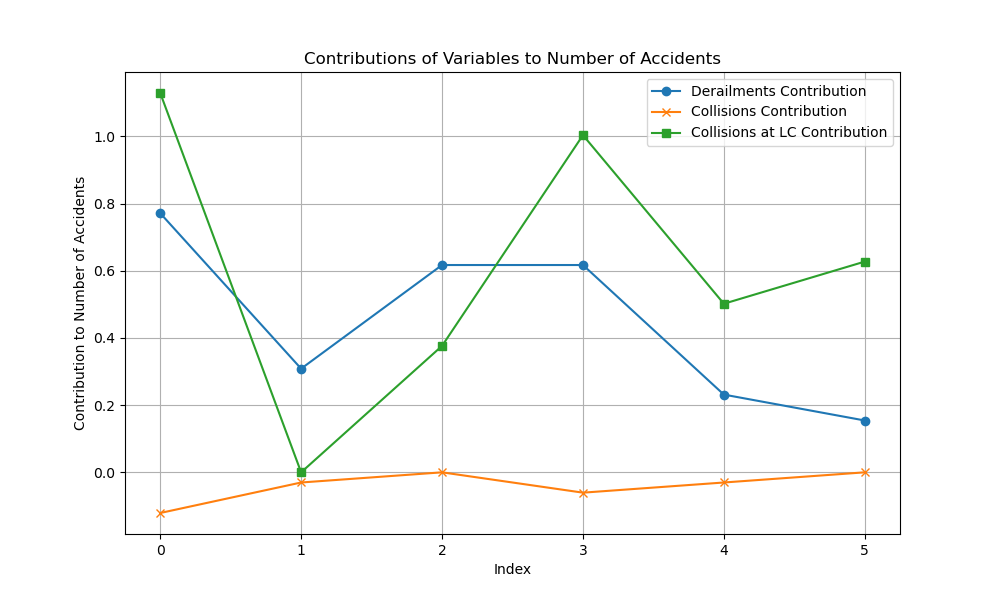 Contributions of Variables to Number of Accidents
Derailments Contribution
Collisions Contribution
Collisions at LC Contribution
Contribution to Number of Accidents
1.0
0.8
0.6
0.4
0.2
0.0
0 1 2 3 4 5
Index